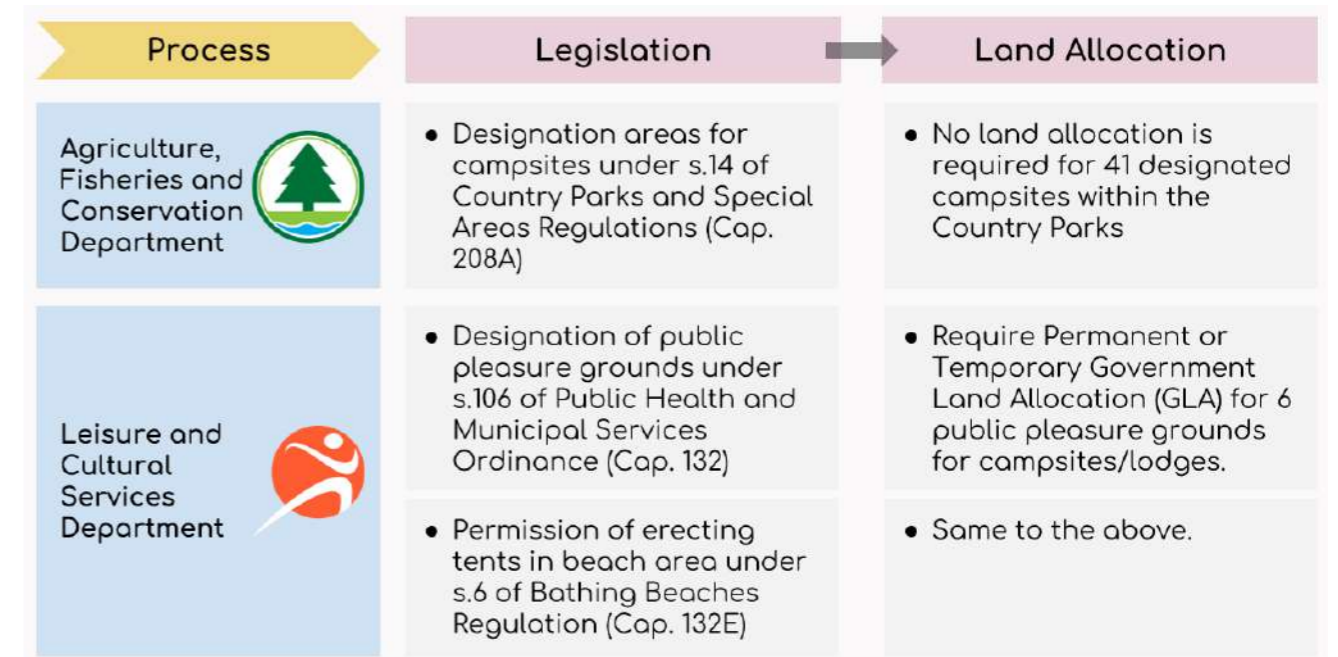 Process
Legislation
Land Allocation
Agriculture,
Fisheries and
Conservation
Department
• Designation areas for
campsites under s.14 of
Country Parks and Special
Areas Regulations (Cap.
208A)
• No land allocation is
required for 41 designated
campsites within the
Country Parks
Leisure and
Cultural
Services
Department
• Designation of public
pleasure grounds under
s.106 of Public Health and
Municipal Services
Ordinance (Cap. 132)
• Require Permanent or
Temporary Government
Land Allocation (GLA) for 6
public pleasure grounds
for campsites/lodges.
• Permission of erecting
tents in beach area under
s.6 of Bathing Beaches
Regulation (Cap. 132E)
• Same to the above.